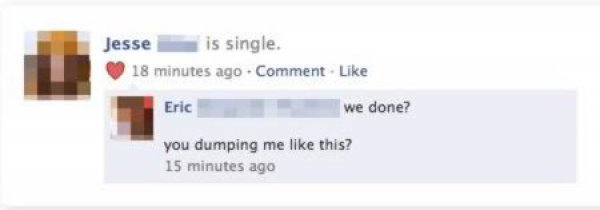 Jesse is single.
18 minutes ago · Comment · Like
Eric we done?
you dumping me like this?
15 minutes ago